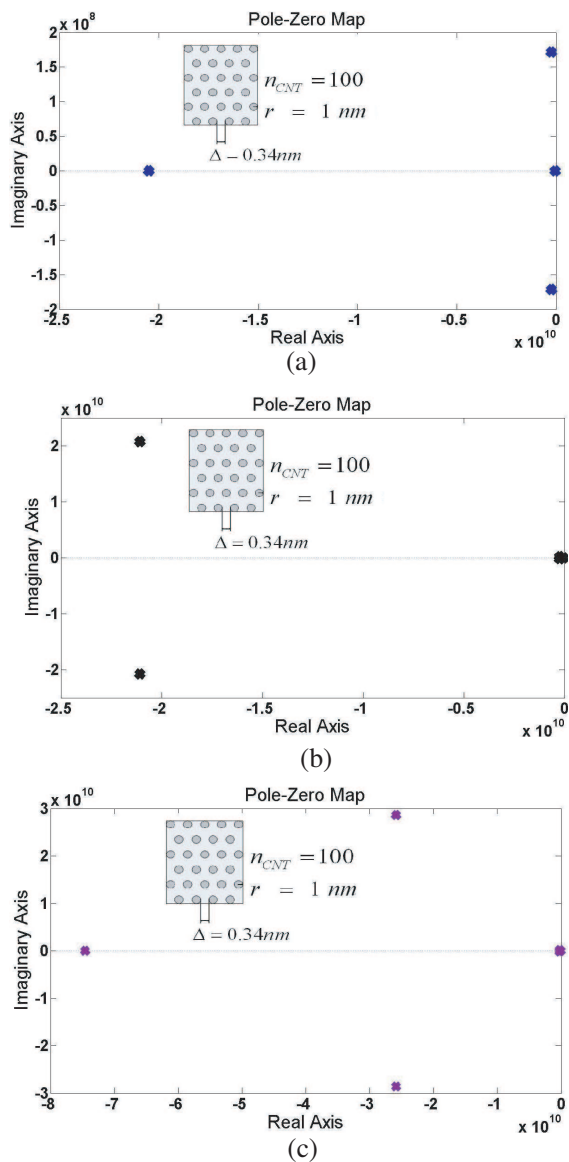 Pole-Zero Map
x 10^8
2
1.5
1
0.5
0
-0.5
-1
-1.5
-2
Imaginary Axis
n_CNT = 100
r = 1 nm
Δ – 0.34nm
-2.5 -2 -1.5 -1 -0.5 0
Real Axis
x 10^10
(a)
Pole-Zero Map
x 10^10
2
1
0
-1
-2
Imaginary Axis
n_CNT = 100
r = 1 nm
Δ = 0.34nm
-2.5 -2 -1.5 -1 -0.5 0
Real Axis
x 10^10
(b)
Pole-Zero Map
x 10^10
3
2
1
0
-1
-2
-3
Imaginary Axis
n_CNT = 100
r = 1 nm
Δ = 0.34nm
-8 -7 -6 -5 -4 -3 -2 -1 0
Real Axis
x 10^10
(c)